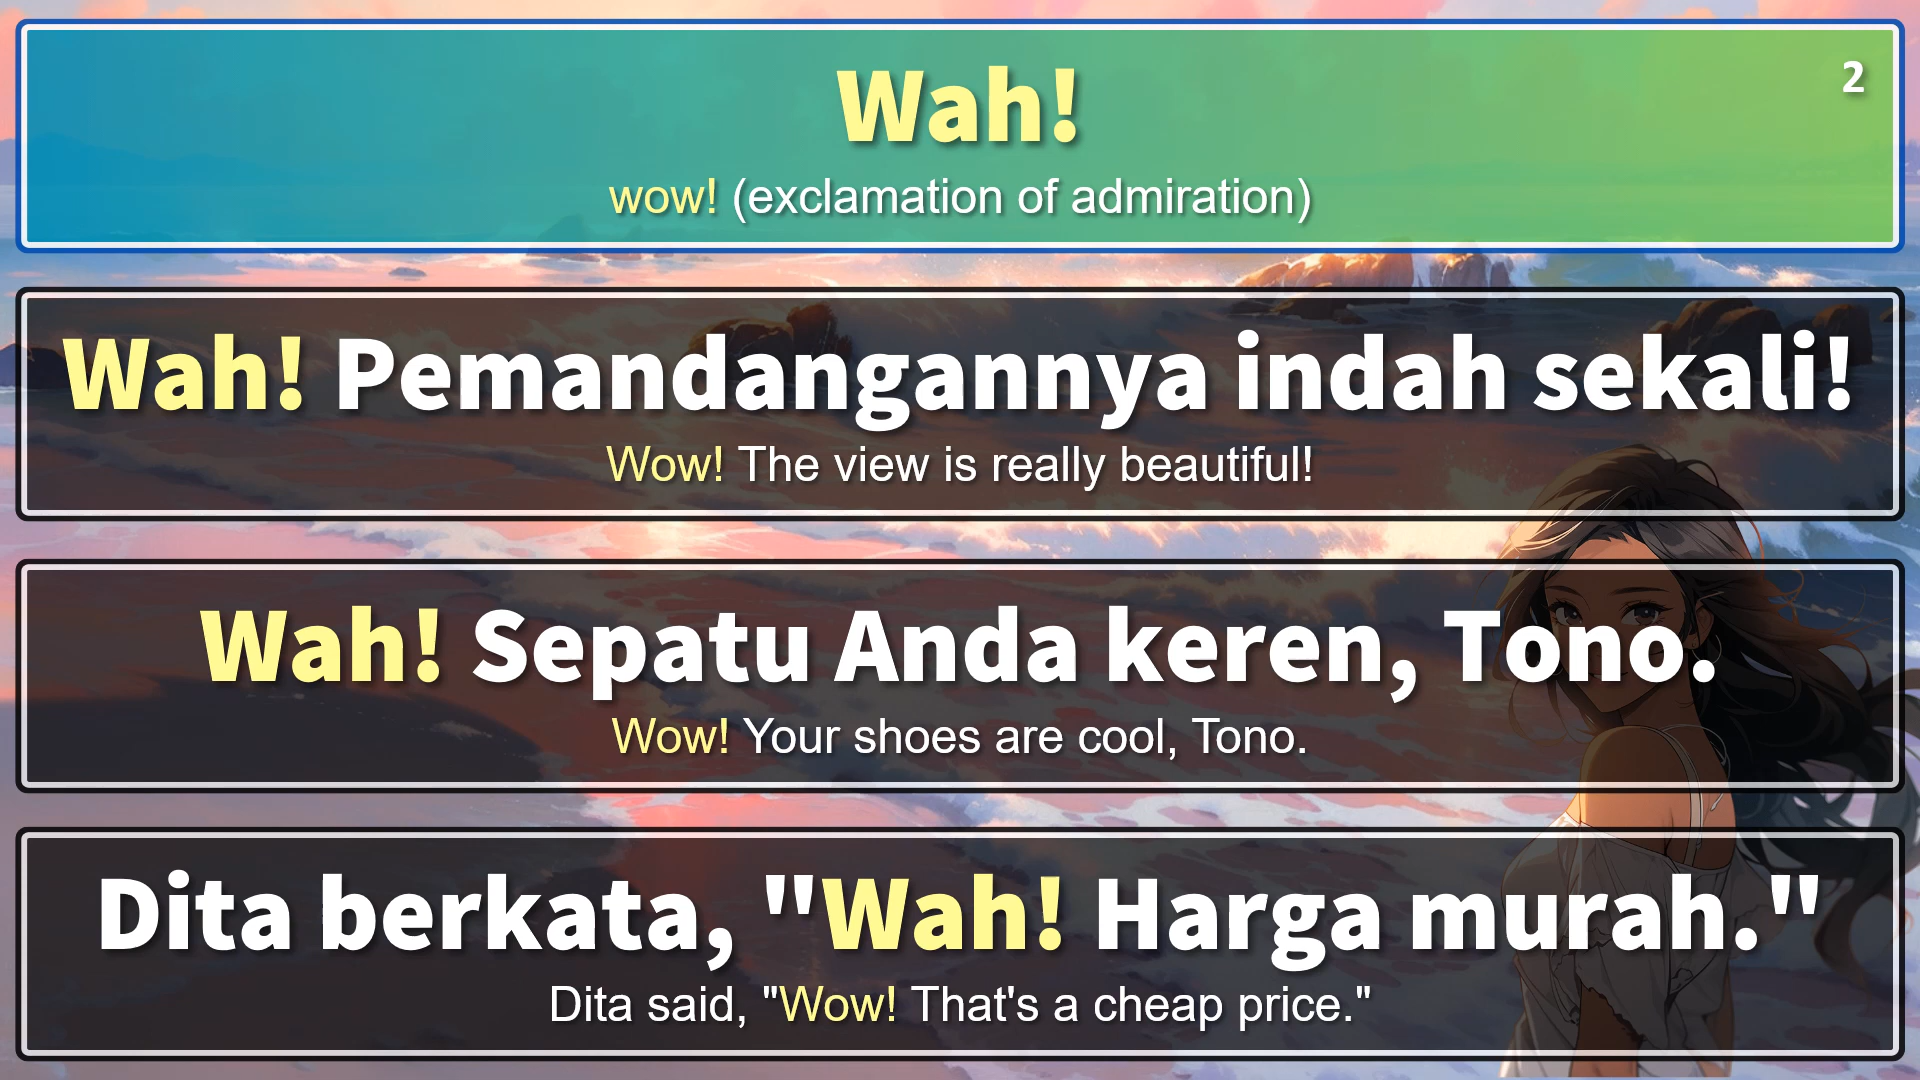 Wah!
2
wow! (exclamation of admiration)
Wah! Pemandangannya indah sekali!
Wow! The view is really beautiful!
Wah! Sepatu Anda keren, Tono.
Wow! Your shoes are cool, Tono.
Dita berkata, "Wah! Harga murah."
Dita said, "Wow! That's a cheap price."